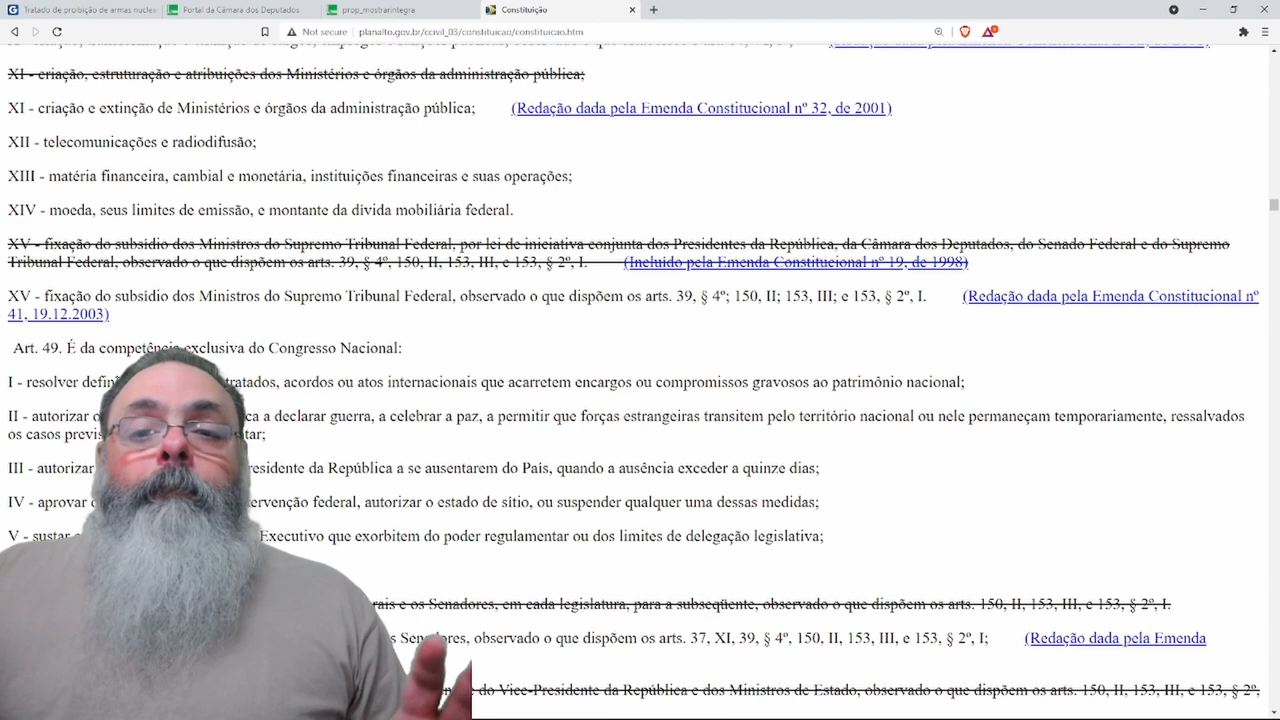 Tratado de proibição de armas nuclea
Portal da Câmara dos Deputados
prop_mostrarintegra
Constituição
Not secure
planalto.gov.br/ccivil_03/constituicao/constituicao.htm
XI - criação, estruturação e atribuições dos Ministérios e órgãos da administração pública;
XI - criação e extinção de Ministérios e órgãos da administração pública; (Redação dada pela Emenda Constitucional nº 32, de 2001)
XII - telecomunicações e radiodifusão;
XIII - matéria financeira, cambial e monetária, instituições financeiras e suas operações;
XIV - moeda, seus limites de emissão, e montante da dívida mobiliária federal.
XV - fixação do subsídio dos Ministros do Supremo Tribunal Federal, por lei de iniciativa conjunta dos Presidentes da República, da Câmara dos Deputados, do Senado Federal e do Supremo
Tribunal Federal, observado o que dispõem os arts. 39, § 4º, 150, II, 153, III, e 153, § 2º, I. (Incluído pela Emenda Constitucional nº 19, de 1998)
XV - fixação do subsídio dos Ministros do Supremo Tribunal Federal, observado o que dispõem os arts. 39, § 4º; 150, II; 153, III; e 153, § 2º, I. (Redação dada pela Emenda Constitucional nº
41, 19.12.2003)
Art. 49. É da competência exclusiva do Congresso Nacional:
I - resolver tratados, acordos ou atos internacionais que acarretem encargos ou compromissos gravosos ao patrimônio nacional;
II - autorizar a declarar guerra, a celebrar a paz, a permitir que forças estrangeiras transitem pelo território nacional ou nele permaneçam temporariamente, ressalvados
os casos
III - autorizar da República a se ausentarem do País, quando a ausência exceder a quinze dias;
IV - aprovar federal, autorizar o estado de sítio, ou suspender qualquer uma dessas medidas;
V - sustar Executivo que exorbitem do poder regulamentar ou dos limites de delegação legislativa;
e os Senadores, em cada legislatura, para a subseqüente, observado o que dispõem os arts. 150, II, 153, III, e 153, § 2º, I.
Senadores, observado o que dispõem os arts. 37, XI, 39, § 4º, 150, II, 153, III, e 153, § 2º, I; (Redação dada pela Emenda
do Vice-Presidente da República e dos Ministros de Estado, observado o que dispõem os arts. 150, II, 153, III, e 153, § 2º,